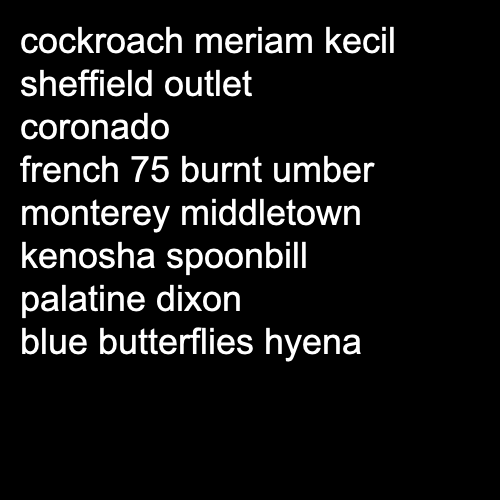 cockroach meriam kecil
sheffield outlet
coronado
french 75 burnt umber
monterey middletown
kenosha spoonbill
palatine dixon
blue butterflies hyena